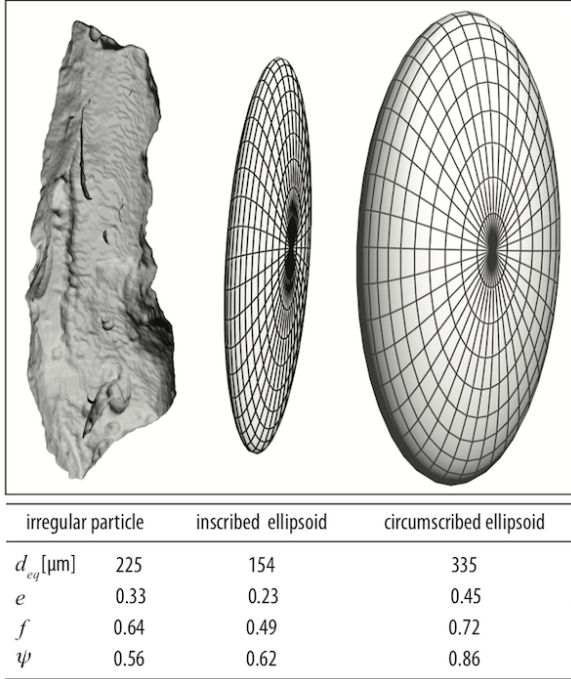 irregular particle inscribed ellipsoid circumscribed ellipsoid
d_eq[µm] 225 154 335
e 0.33 0.23 0.45
f 0.64 0.49 0.72
ψ 0.56 0.62 0.86